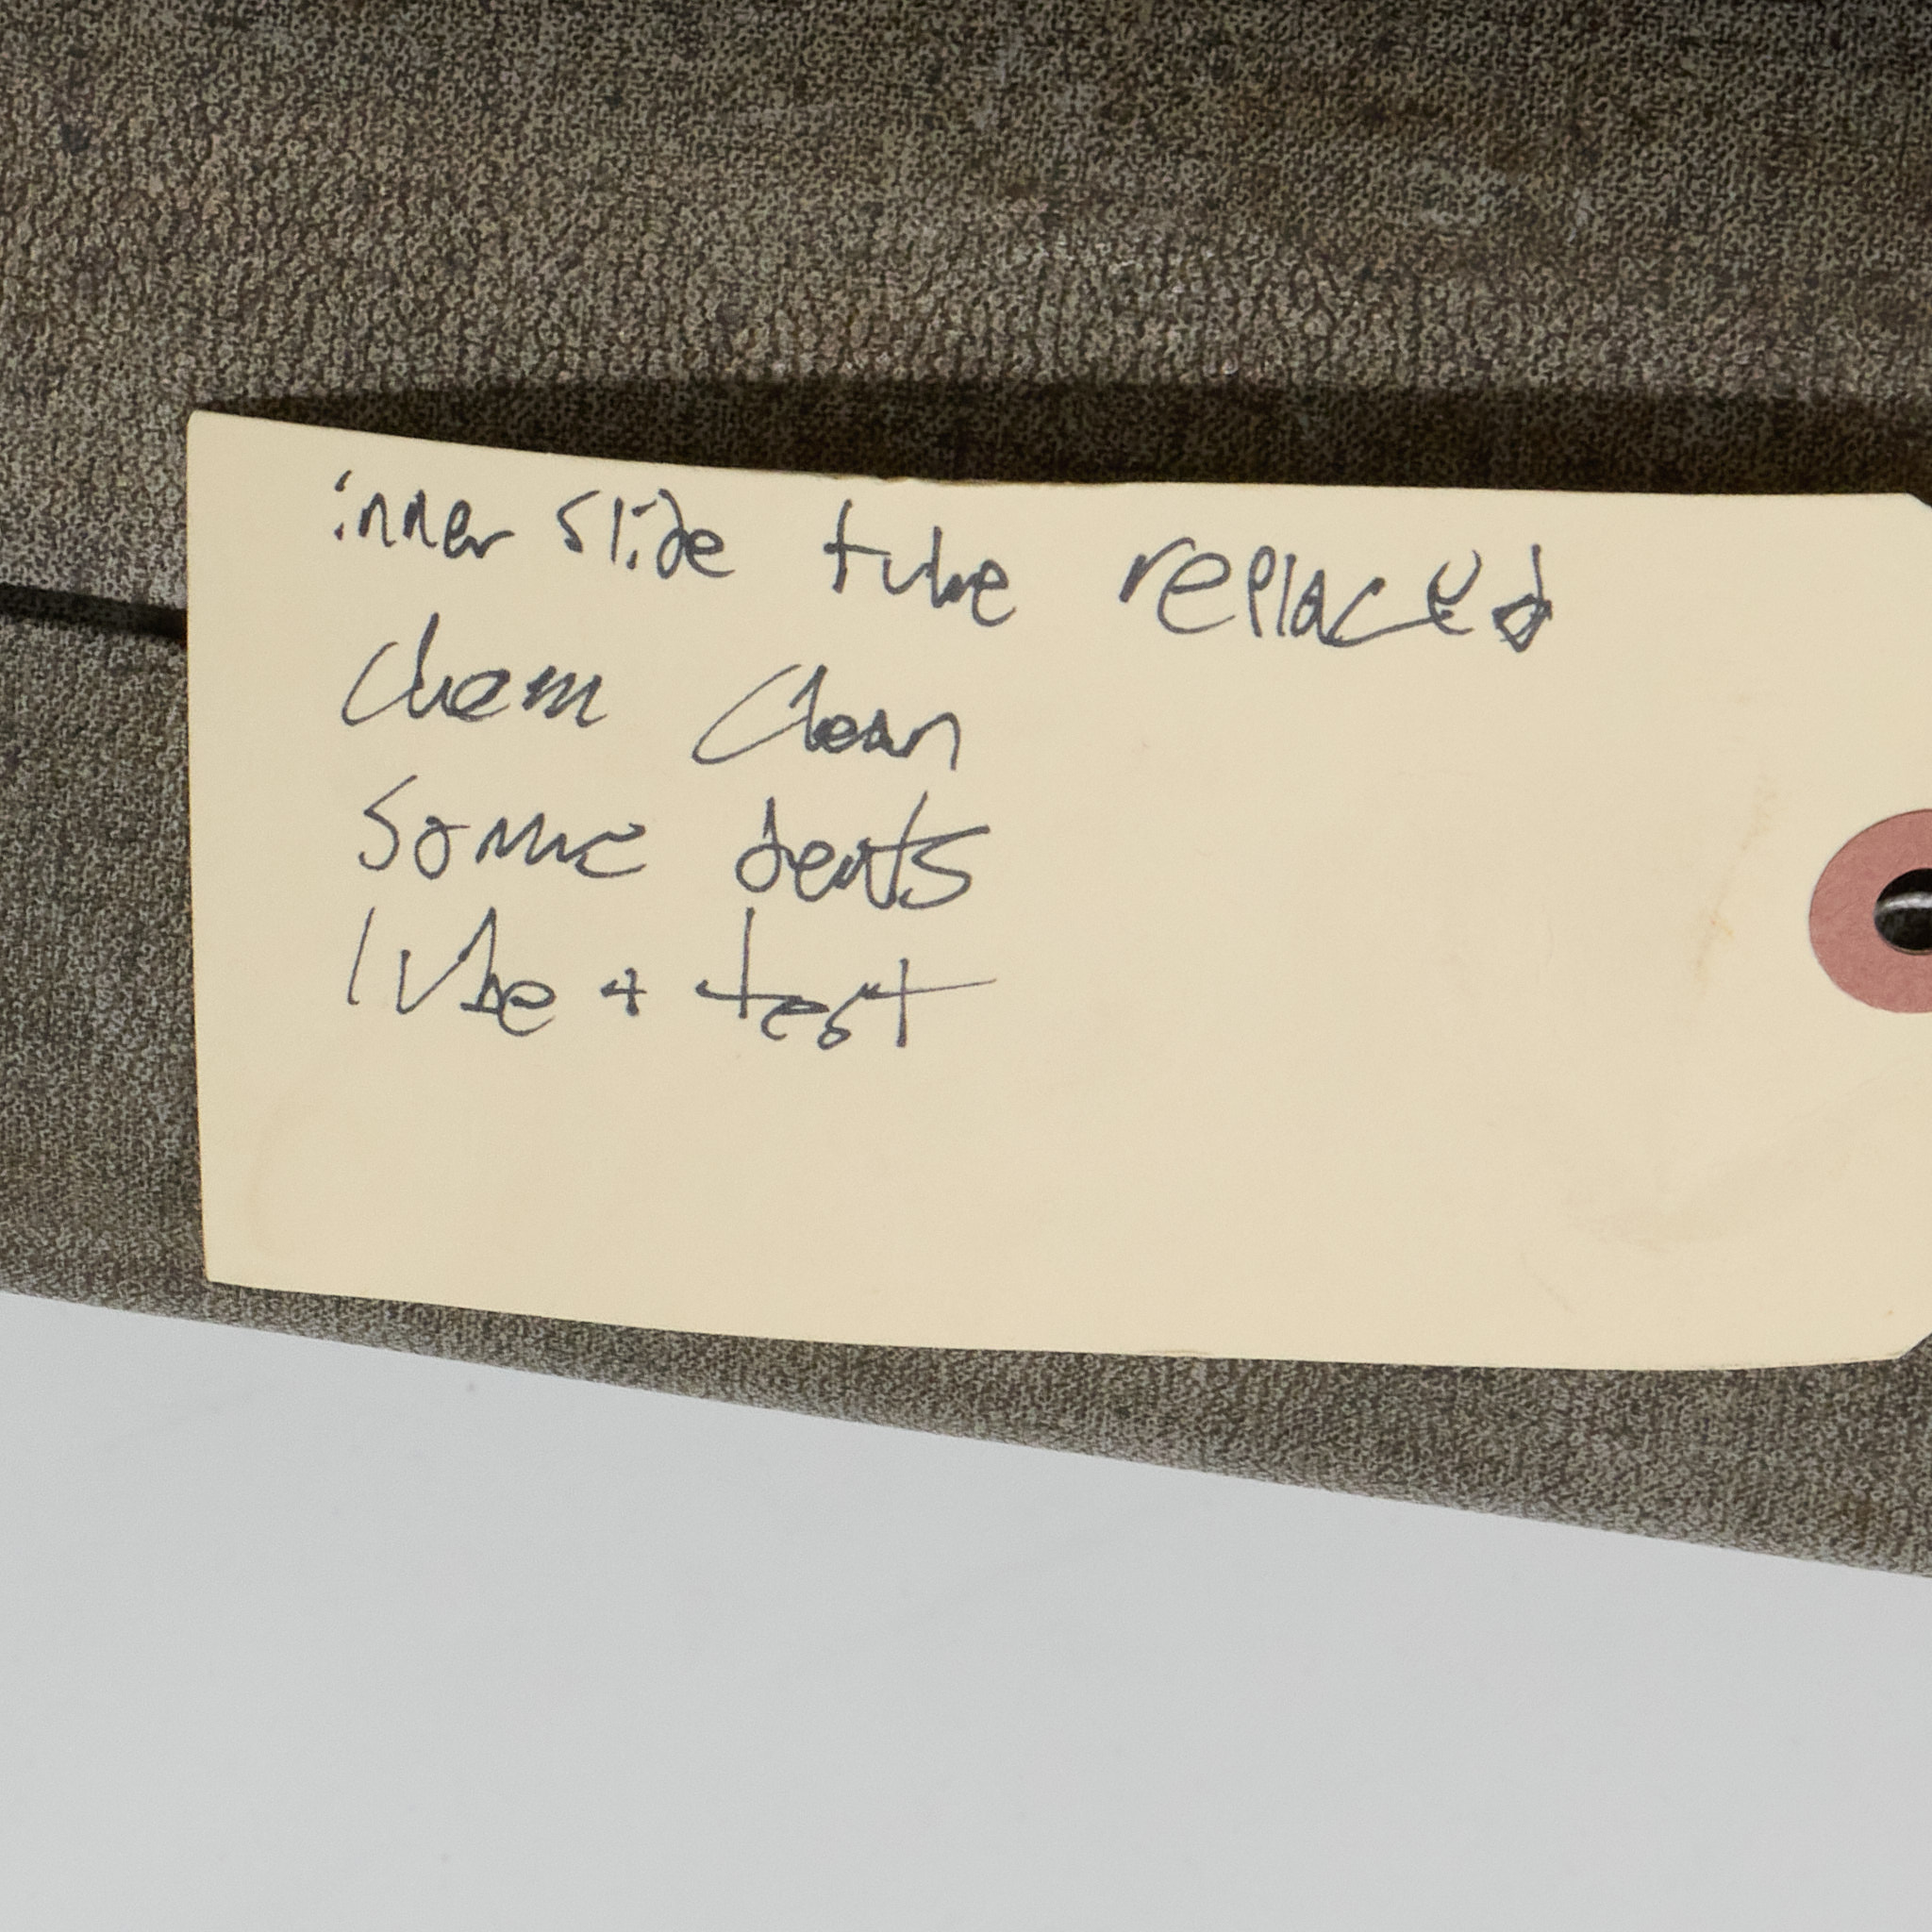 inner slide tube replaced
Chem Clean
Some dents
lube + test